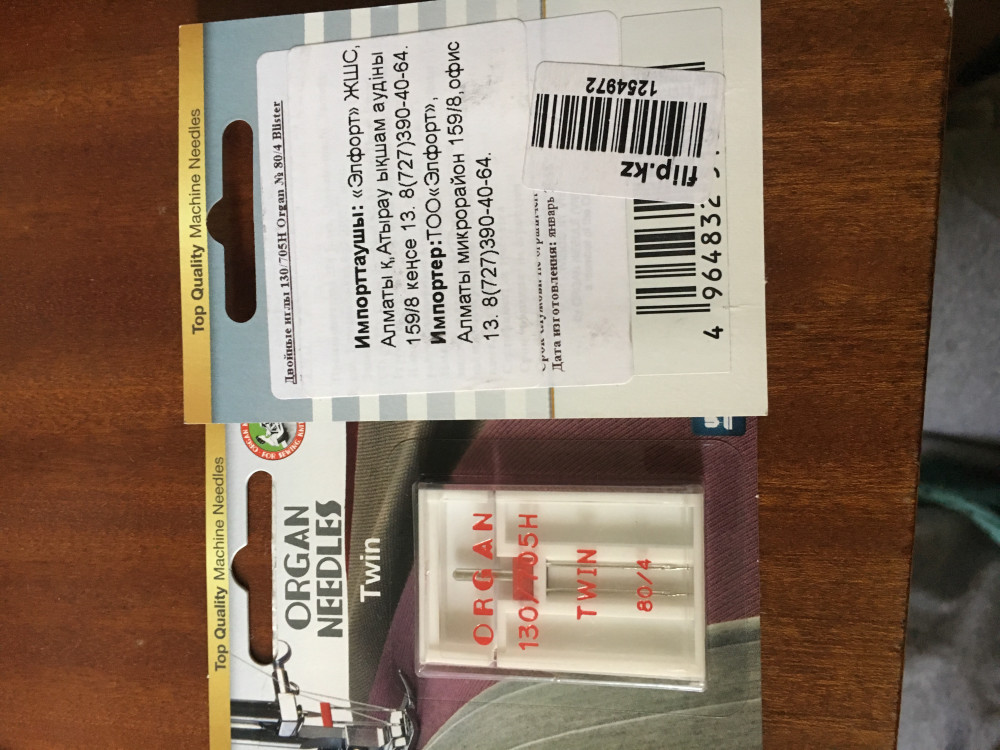 Top Quality Machine Needles
Двойные иглы 130/705H Organ № 80/4 Blister
Импорттаушы: «Элфорт» ЖШС,
Алматы қ,Атырау ықшам ауданы
159/8 кеңсе 13. 8(727)390-40-64.
Импортер:ТОО«Элфорт»,
Алматы микрорайон 159/8,офис
13. 8(727)390-40-64.
Дата изготовления: январь
flip.kz
1254972
4 964832
Top Quality Machine Needles
ORGAN
NEEDLES
Twin
ORGAN
130/705H
TWIN
80/4